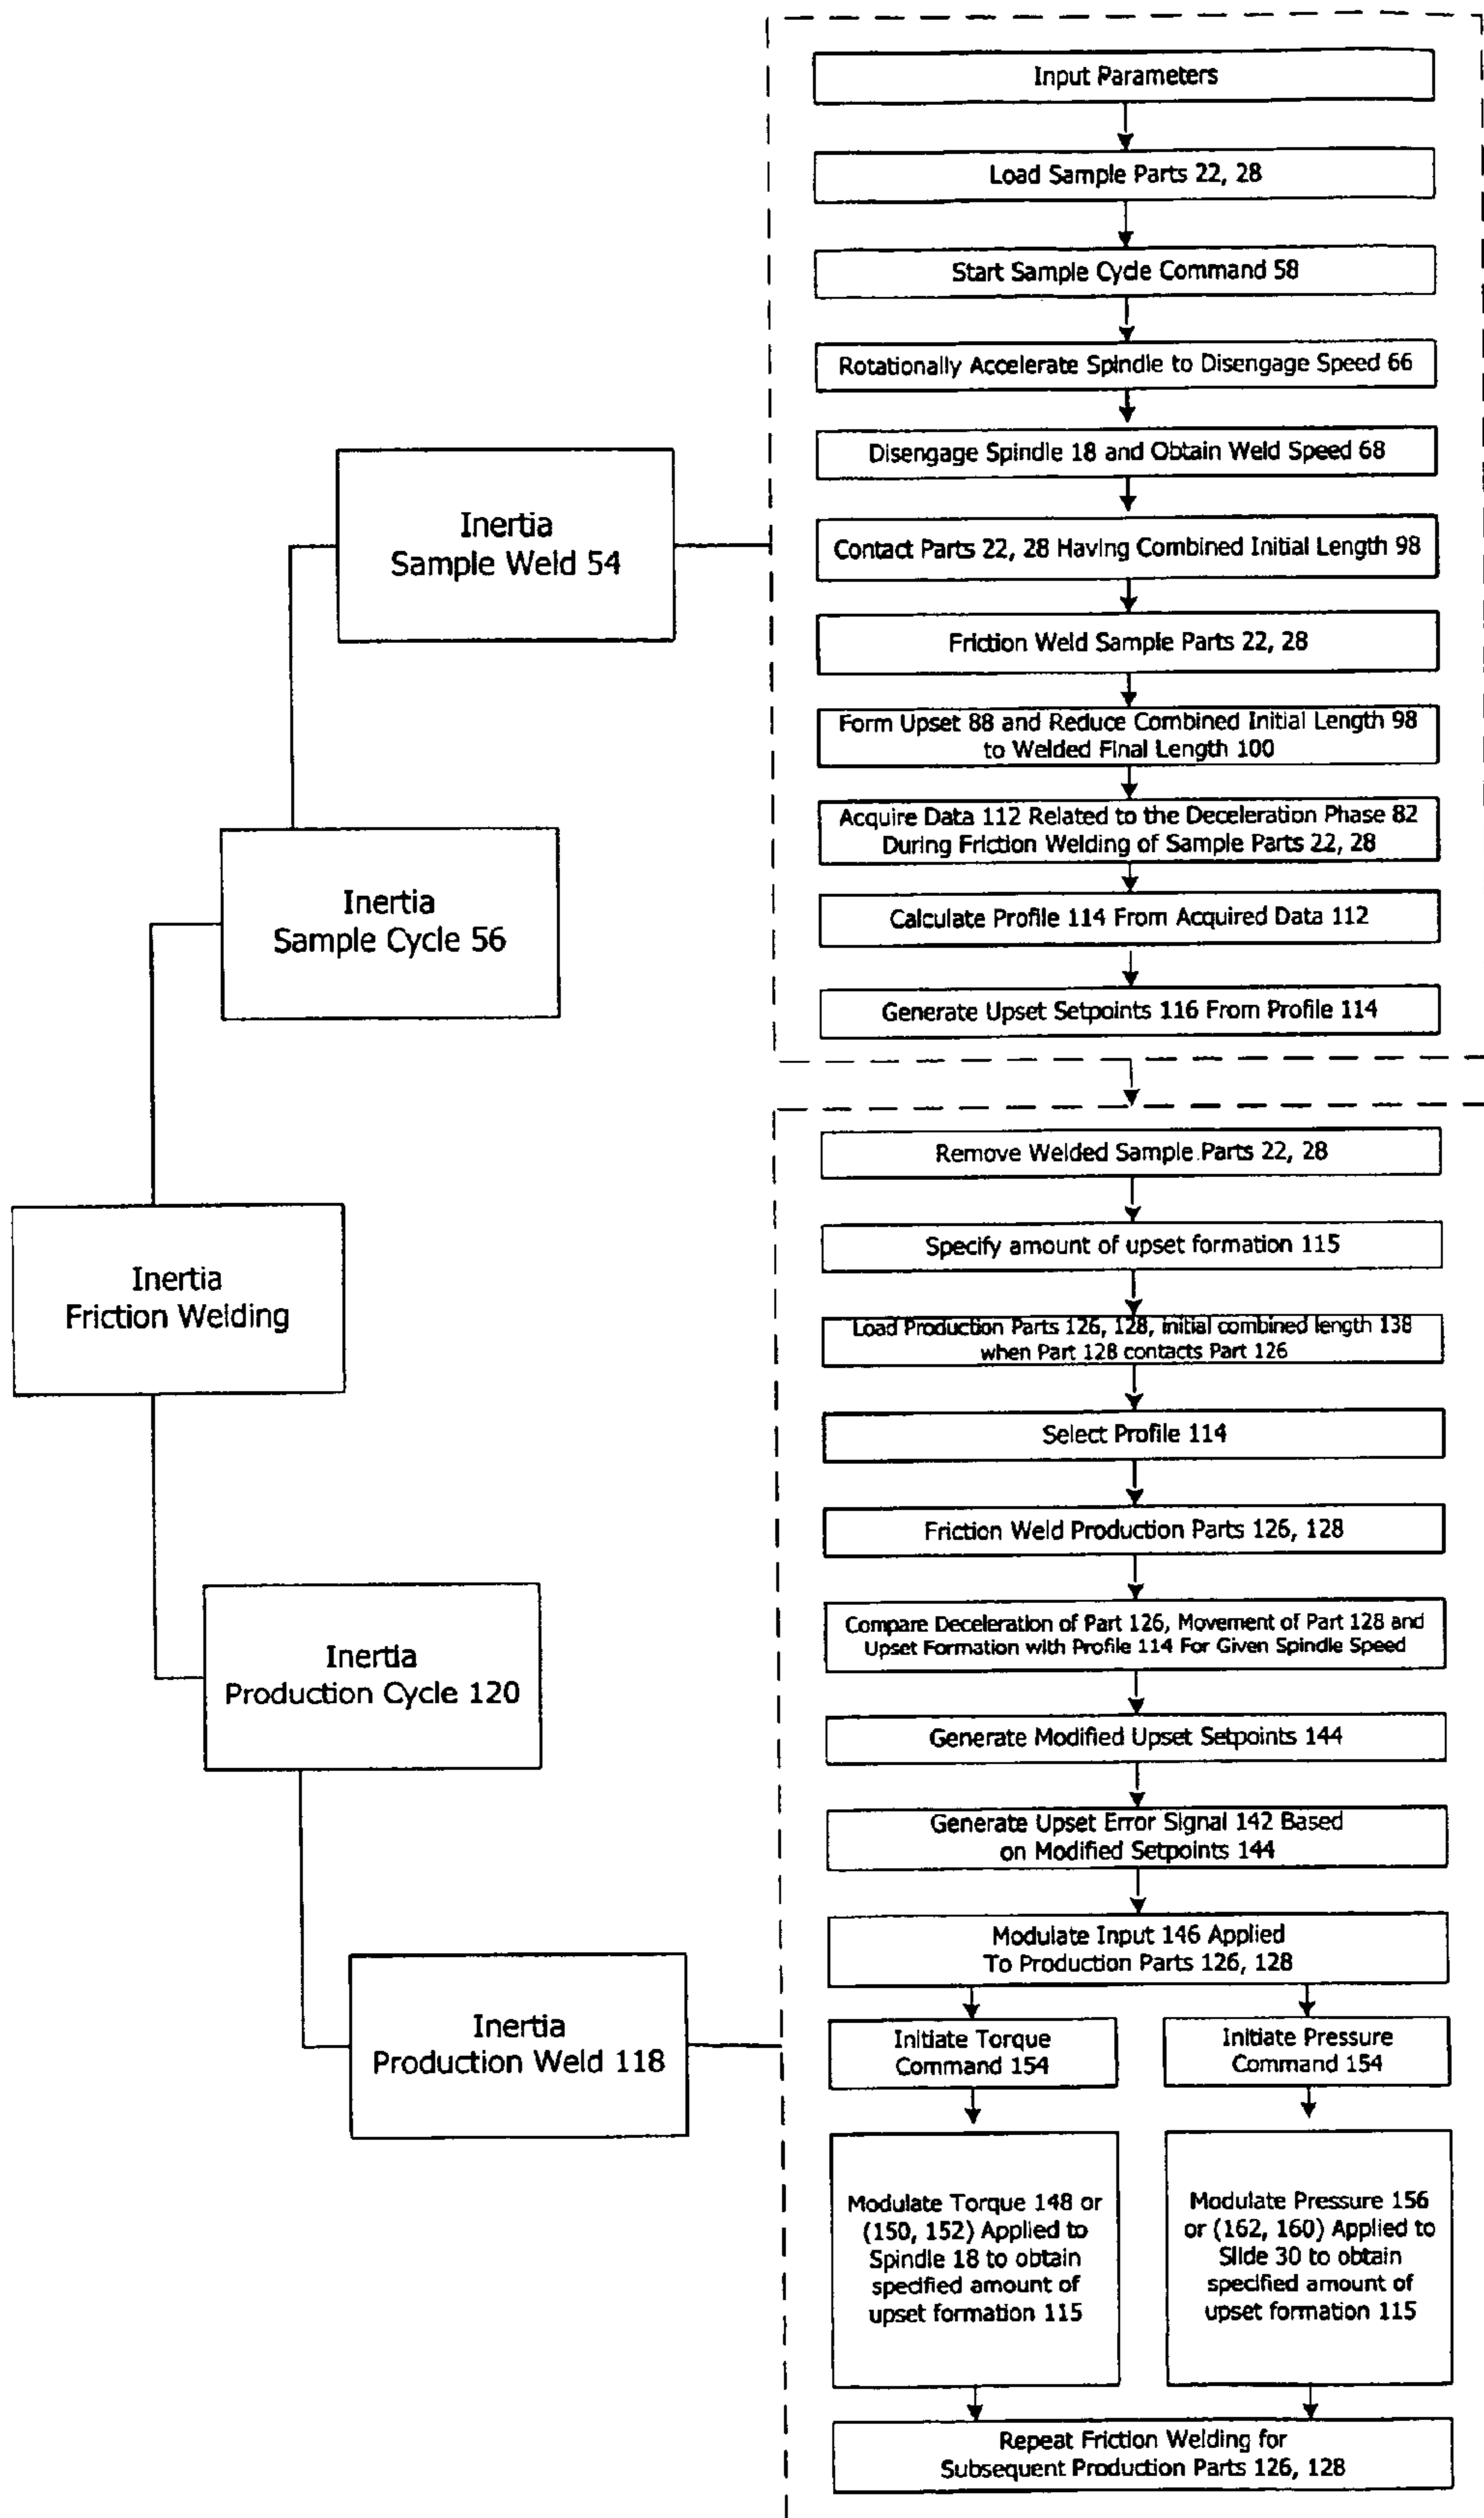 Input Parameters
Load Sample Parts 22, 28
Start Sample Cycle Command 58
Rotationally Accelerate Spindle to Disengage Speed 66
Disengage Spindle 18 and Obtain Weld Speed 68
Contact Parts 22, 28 Having Combined Initial Length 98
Friction Weld Sample Parts 22, 28
Form Upset 88 and Reduce Combined Initial Length 98
to Welded Final Length 100
Acquire Data 112 Related to the Deceleration Phase 82
During Friction Welding of Sample Parts 22, 28
Calculate Profile 114 From Acquired Data 112
Generate Upset Setpoints 116 From Profile 114
Inertia
Sample Weld 54
Inertia
Sample Cycle 56
Inertia
Friction Welding
Inertia
Production Cycle 120
Inertia
Production Weld 118
Remove Welded Sample Parts 22, 28
Specify amount of upset formation 115
Load Production Parts 126, 128, initial combined length 138
when Part 128 contacts Part 126
Select Profile 114
Friction Weld Production Parts 126, 128
Compare Deceleration of Part 126, Movement of Part 128 and
Upset Formation with Profile 114 For Given Spindle Speed
Generate Modified Upset Setpoints 144
Generate Upset Error Signal 142 Based
on Modified Setpoints 144
Modulate Input 146 Applied
To Production Parts 126, 128
Initiate Torque
Command 154
Initiate Pressure
Command 154
Modulate Torque 148 or
(150, 152) Applied to
Spindle 18 to obtain
specified amount of
upset formation 115
Modulate Pressure 156
or (162, 160) Applied to
Slide 30 to obtain
specified amount of
upset formation 115
Repeat Friction Welding for
Subsequent Production Parts 126, 128